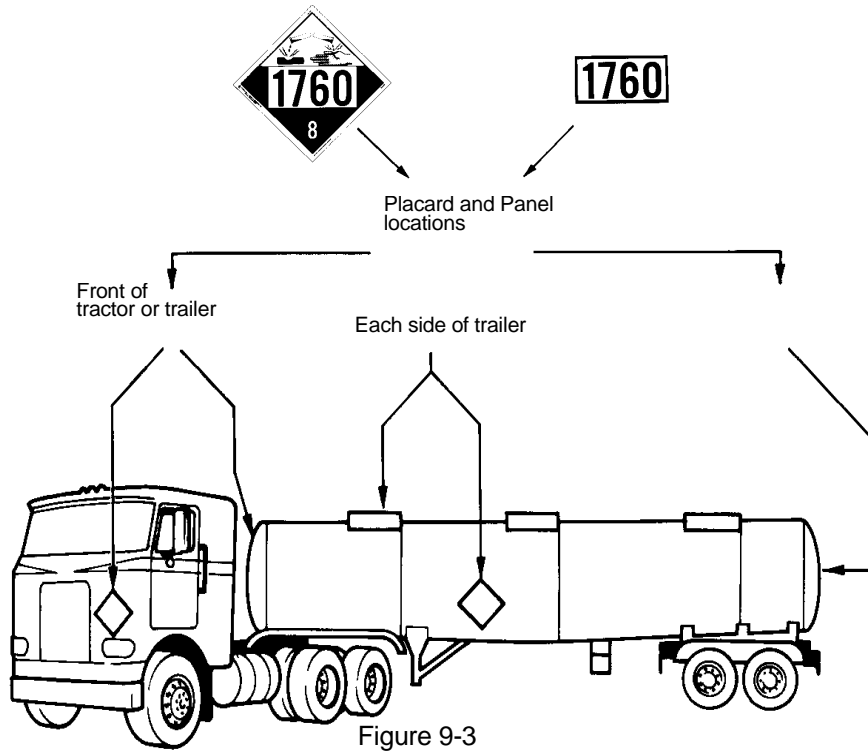 1760
8
1760
Placard and Panel
locations
Front of
tractor or trailer
Each side of trailer
Figure 9-3